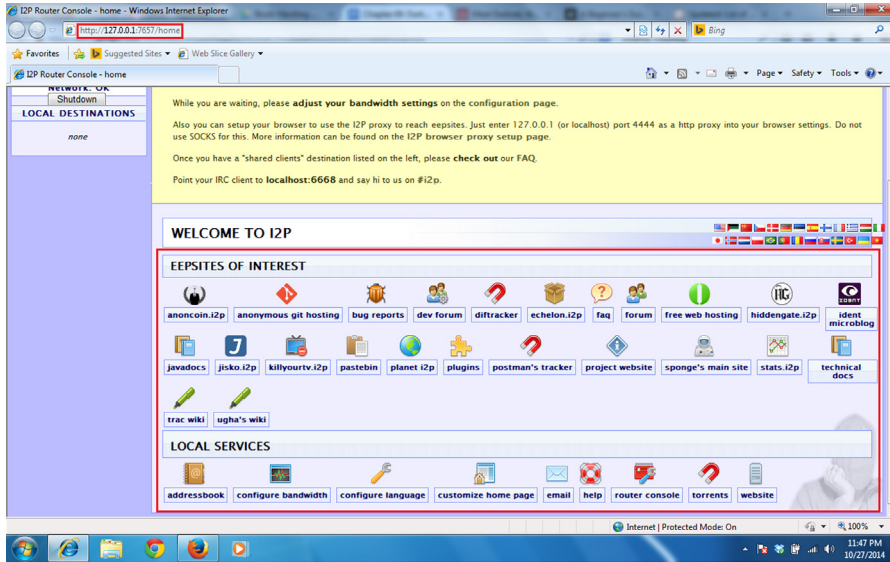 I2P Router Console - home - Windows Internet Explorer
http://127.0.0.1:7657/home
Bing
Favorites Suggested Sites Web Slice Gallery
I2P Router Console - home
Page Safety Tools
Network: OK
Shutdown
LOCAL DESTINATIONS
none
While you are waiting, please adjust your bandwidth settings on the configuration page.
Also you can setup your browser to use the I2P proxy to reach eepsites. Just enter 127.0.0.1 (or localhost) port 4444 as a http proxy into your browser settings. Do not
use SOCKS for this. More information can be found on the I2P browser proxy setup page.
Once you have a "shared clients" destination listed on the left, please check out our FAQ.
Point your IRC client to localhost:6668 and say hi to us on #i2p.
WELCOME TO I2P
EEPSITES OF INTEREST
anoncoin.i2p anonymous git hosting bug reports dev forum diftracker echelon.i2p faq forum free web hosting hiddengate.i2p ident
microblog
javadocs jisko.i2p killyourtv.i2p pastebin planet i2p plugins postman's tracker project website sponge's main site stats.i2p technical
docs
trac wiki ugha's wiki
LOCAL SERVICES
addressbook configure bandwidth configure language customize home page email help router console torrents website
Internet | Protected Mode: On 100%
11:47 PM
10/27/2014